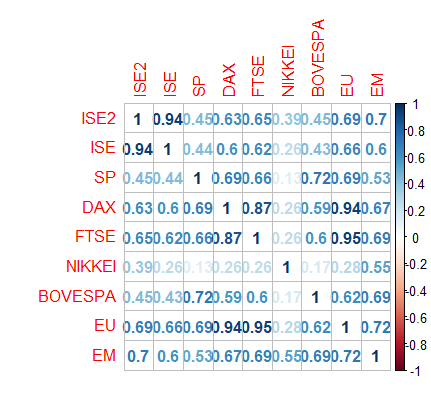 ISE2 ISE SP DAX FTSE NIKKEI BOVESPA EU EM
ISE2 1 0.94 0.45 0.63 0.65 0.39 0.45 0.69 0.7
ISE 0.94 1 0.44 0.6 0.62 0.26 0.43 0.66 0.6
SP 0.45 0.44 1 0.69 0.66 0.13 0.72 0.69 0.53
DAX 0.63 0.6 0.69 1 0.87 0.26 0.59 0.94 0.67
FTSE 0.65 0.62 0.66 0.87 1 0.26 0.6 0.95 0.69
NIKKEI 0.39 0.26 0.13 0.26 0.26 1 0.17 0.28 0.55
BOVESPA 0.45 0.43 0.72 0.59 0.6 0.17 1 0.62 0.69
EU 0.69 0.66 0.69 0.94 0.95 0.28 0.62 1 0.72
EM 0.7 0.6 0.53 0.67 0.69 0.55 0.69 0.72 1
1
0.8
0.6
0.4
0.2
0
-0.2
-0.4
-0.6
-0.8
-1